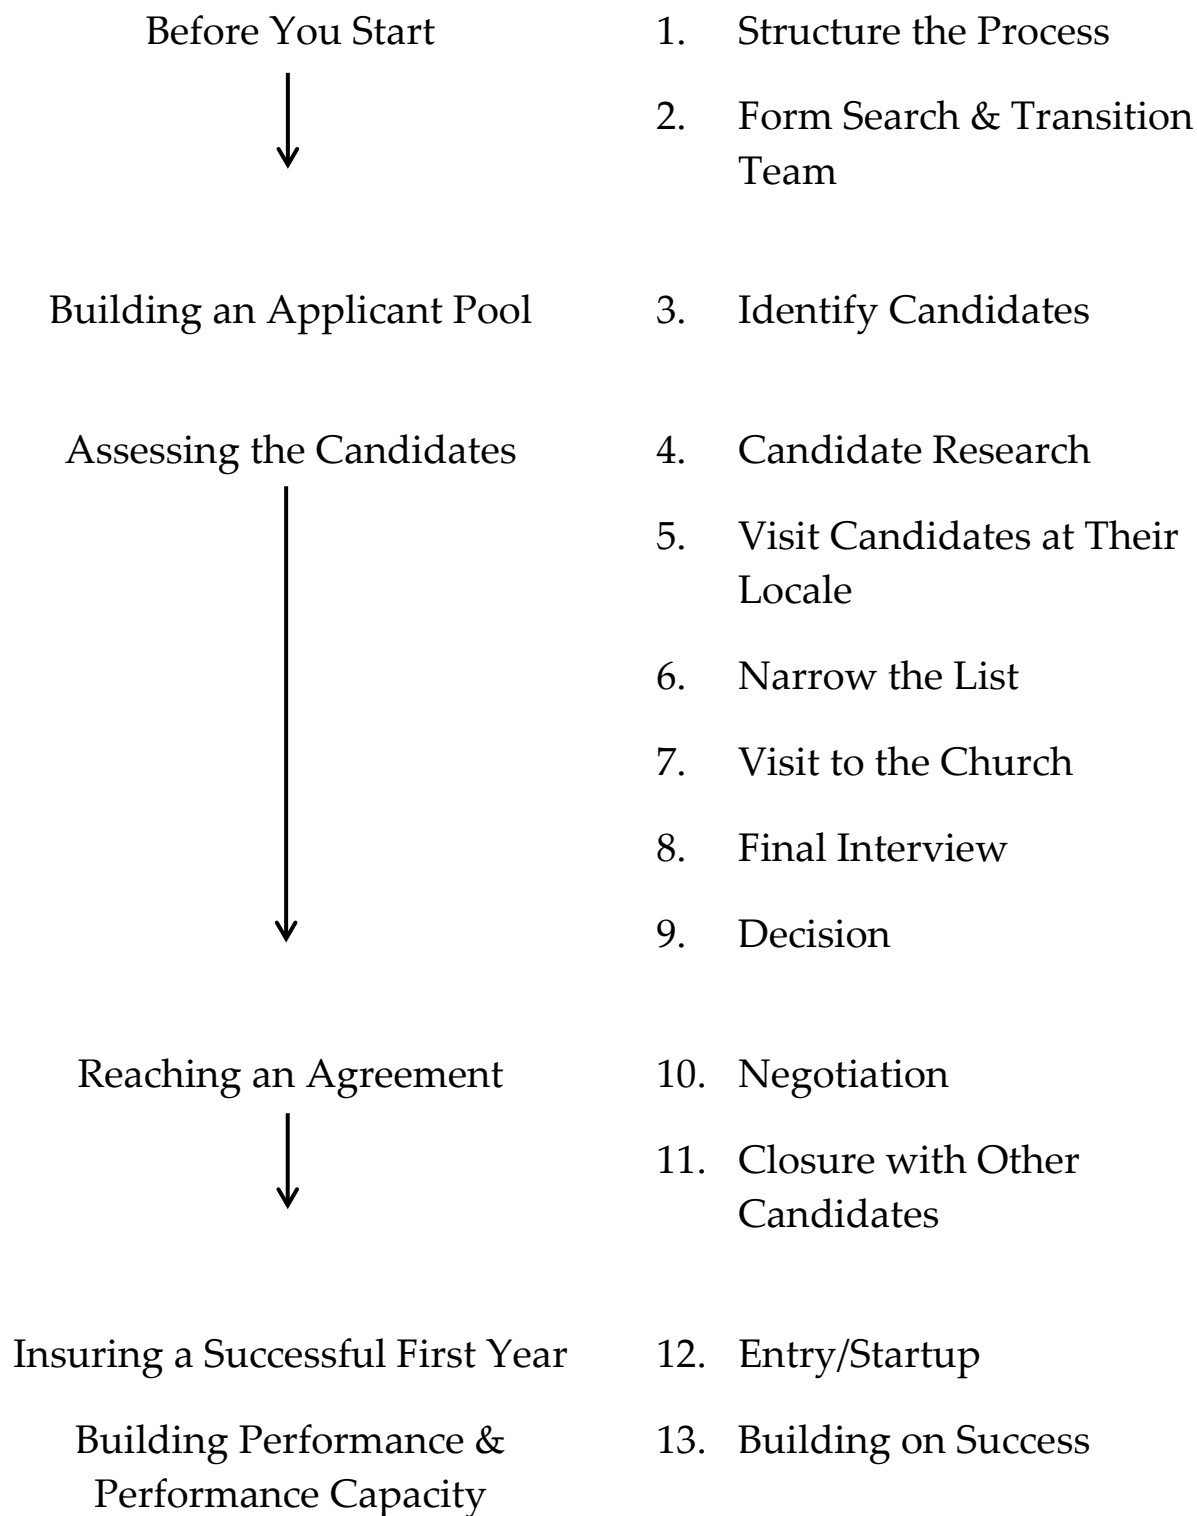 Before You Start
1. Structure the Process
2. Form Search & Transition
Team
Building an Applicant Pool
3. Identify Candidates
Assessing the Candidates
4. Candidate Research
5. Visit Candidates at Their
Locale
6. Narrow the List
7. Visit to the Church
8. Final Interview
9. Decision
Reaching an Agreement
10. Negotiation
11. Closure with Other
Candidates
Insuring a Successful First Year
12. Entry/Startup
Building Performance &
Performance Capacity
13. Building on Success